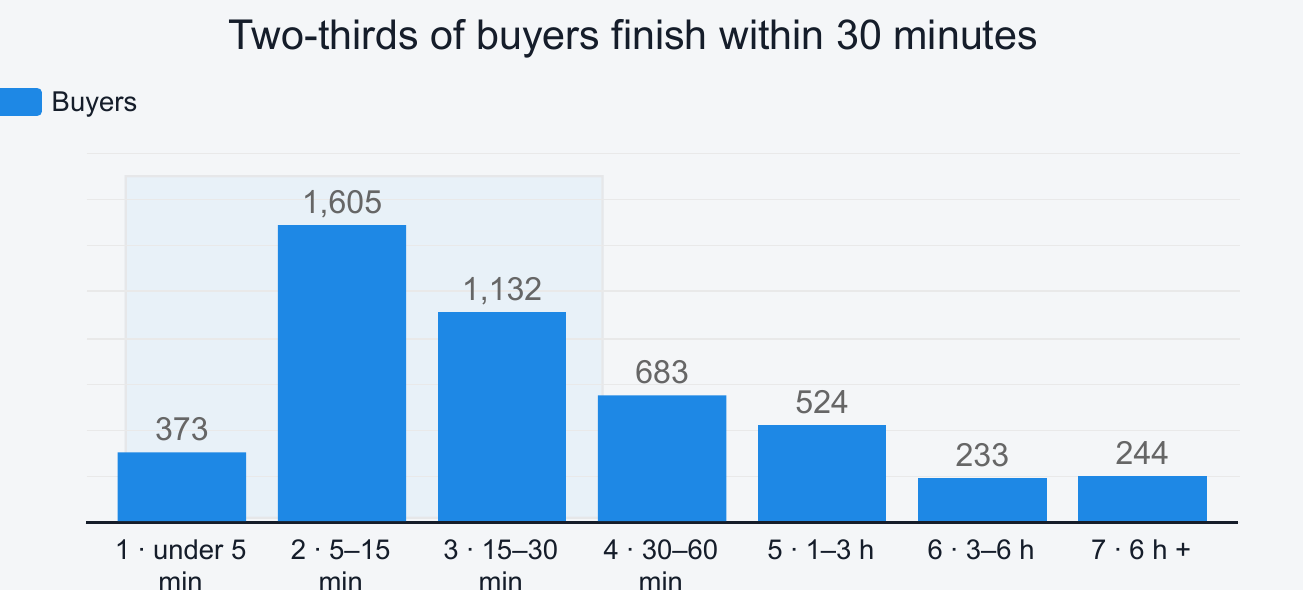 Two-thirds of buyers finish within 30 minutes
Buyers
1,605
1,132
683
524
373
233
244
1 · under 5 min
2 · 5–15 min
3 · 15–30 min
4 · 30–60 min
5 · 1–3 h
6 · 3–6 h
7 · 6 h +